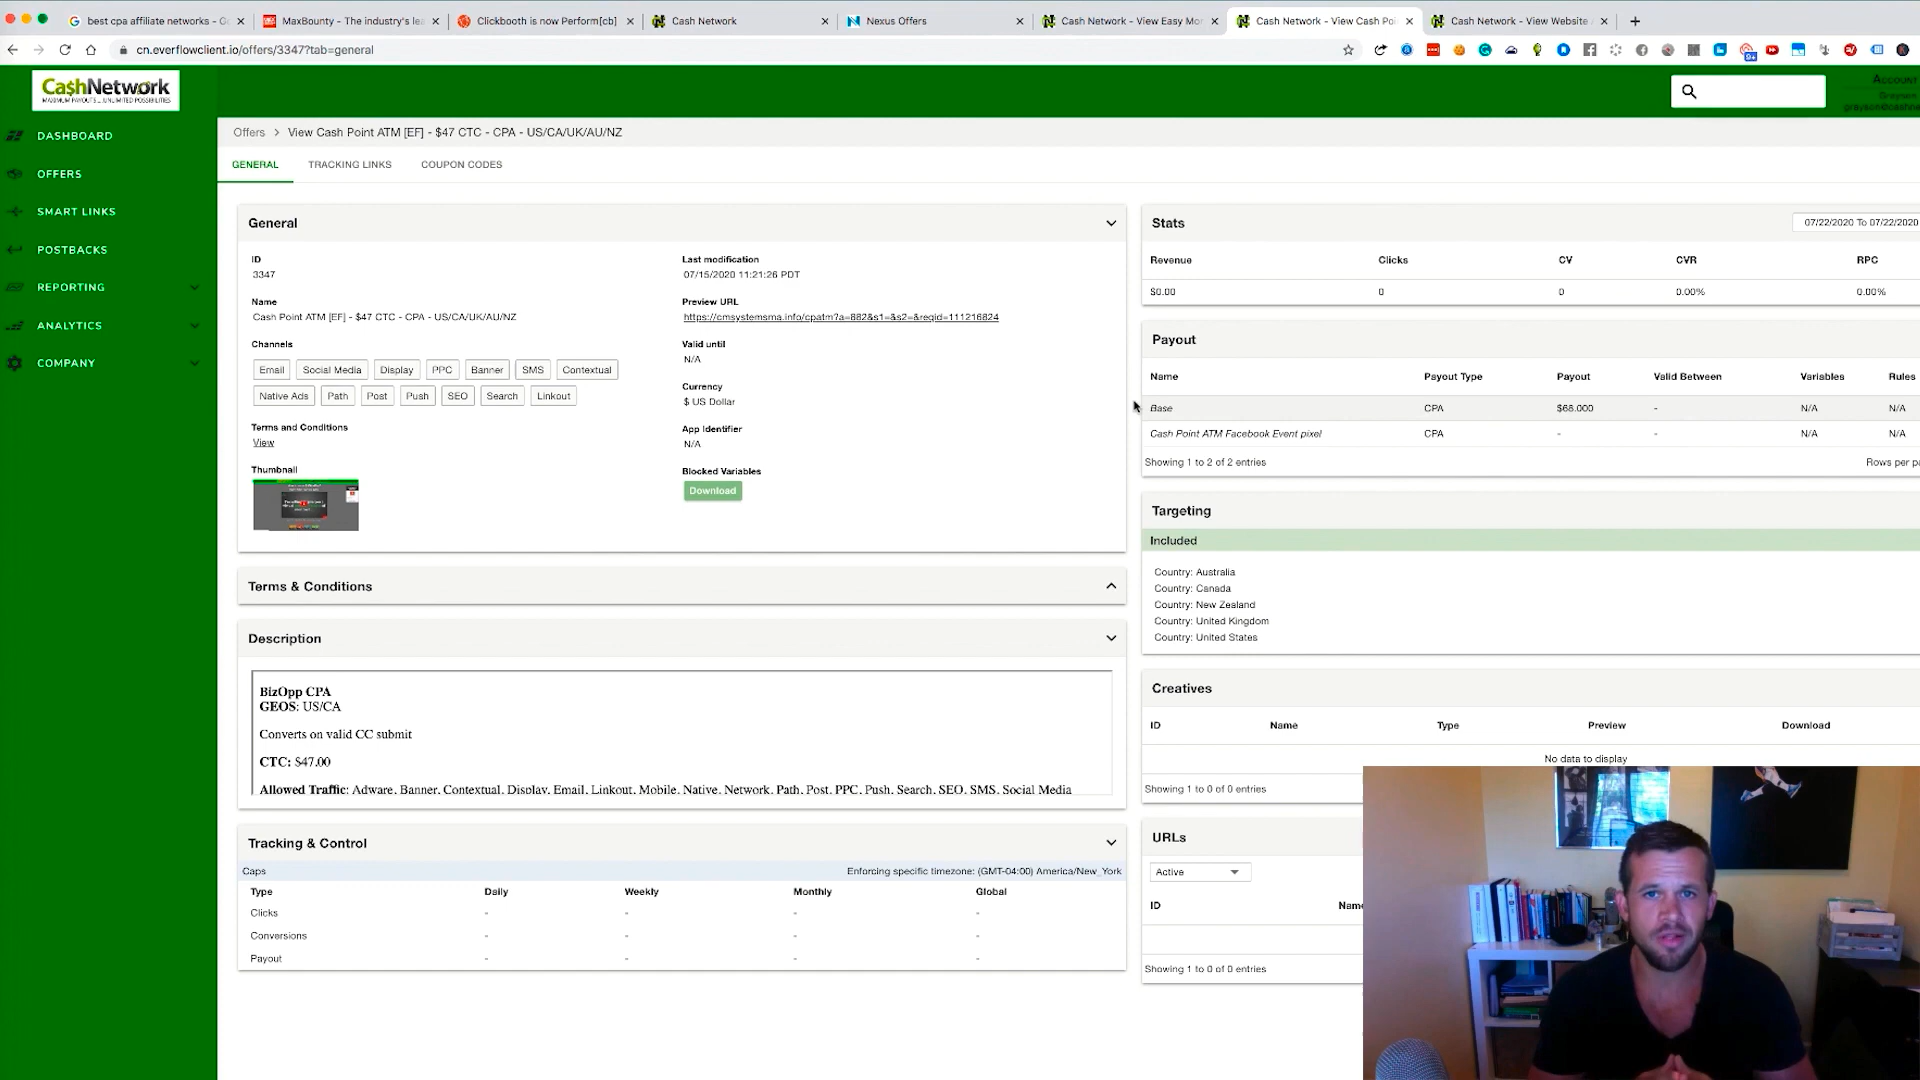 best cpa affiliate networks - G
MaxBounty - The industry's lea
Clickbooth is now Perform[cb]
Cash Network
Nexus Offers
Cash Network - View Easy Mo
Cash Network - View Cash Poi
Cash Network - View Website
cn.everflowclient.io/offers/3347?tab=general
Ca$hNetwork
MAXIMUM PAYOUTS...UNLIMITED POSSIBILITIES
ACCOUNT
DASHBOARD
OFFERS
SMART LINKS
POSTBACKS
REPORTING
ANALYTICS
COMPANY
Offers > View Cash Point ATM [EF] - $47 CTC - CPA - US/CA/UK/AU/NZ
GENERAL TRACKING LINKS COUPON CODES
General
ID
3347
Name
Cash Point ATM [EF] - $47 CTC - CPA - US/CA/UK/AU/NZ
Channels
Email Social Media Display PPC Banner SMS Contextual
Native Ads Path Post Push SEO Search Linkout
Terms and Conditions
View
Thumbnail
Last modification
07/15/2020 11:21:26 PDT
Preview URL
https://cmsystemsma.info/cpatm?a=882&s1=&s2=&reqid=111216824
Valid until
N/A
Currency
$ US Dollar
App Identifier
N/A
Blocked Variables
Download
Terms & Conditions
Description
BizOpp CPA
GEOS: US/CA
Converts on valid CC submit
CTC: $47.00
Allowed Traffic: Adware, Banner, Contextual, Display, Email, Linkout, Mobile, Native, Network, Path, Post, PPC, Push, Search, SEO, SMS, Social Media
Tracking & Control
Caps Enforcing specific timezone: (GMT-04:00) America/New_York
Type Daily Weekly Monthly Global
Clicks - - - -
Conversions - - - -
Payout - - - -
Stats
07/22/2020 To 07/22/2020
Revenue Clicks CV CVR RPC
$0.00 0 0 0.00% 0.00%
Payout
Name Payout Type Payout Valid Between Variables Rules
Base CPA $68.000 - N/A N/A
Cash Point ATM Facebook Event pixel CPA - - N/A N/A
Showing 1 to 2 of 2 entries Rows per pa
Targeting
Included
Country: Australia
Country: Canada
Country: New Zealand
Country: United Kingdom
Country: United States
Creatives
ID Name Type Preview Download
No data to display
Showing 1 to 0 of 0 entries
URLs
Active
ID Name
Showing 1 to 0 of 0 entries